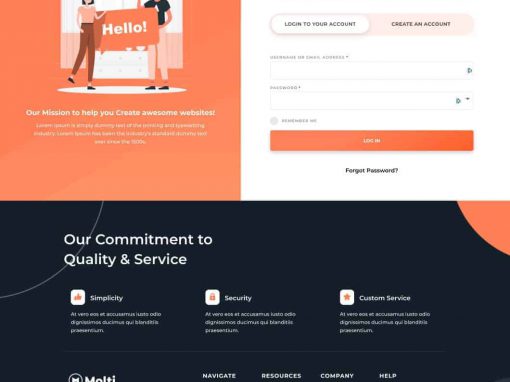 Hello!
Our Mission to help you Create awesome websites!
Lorem Ipsum is simply dummy text of the printing and typesetting
industry. Lorem Ipsum has been the industry's standard dummy text
ever since the 1500s.
LOGIN TO YOUR ACCOUNT
CREATE AN ACCOUNT
USERNAME OR EMAIL ADDRESS *
PASSWORD *
REMEMBER ME
LOG IN
Forgot Password?
Our Commitment to
Quality & Service
Simplicity
At vero eos et accusamus iusto odio
dignissimos ducimus qui blanditiis
praesentium.
Security
At vero eos et accusamus iusto odio
dignissimos ducimus qui blanditiis
praesentium.
Custom Service
At vero eos et accusamus iusto odio
dignissimos ducimus qui blanditiis
praesentium.
Molti
NAVIGATE
RESOURCES
COMPANY
HELP